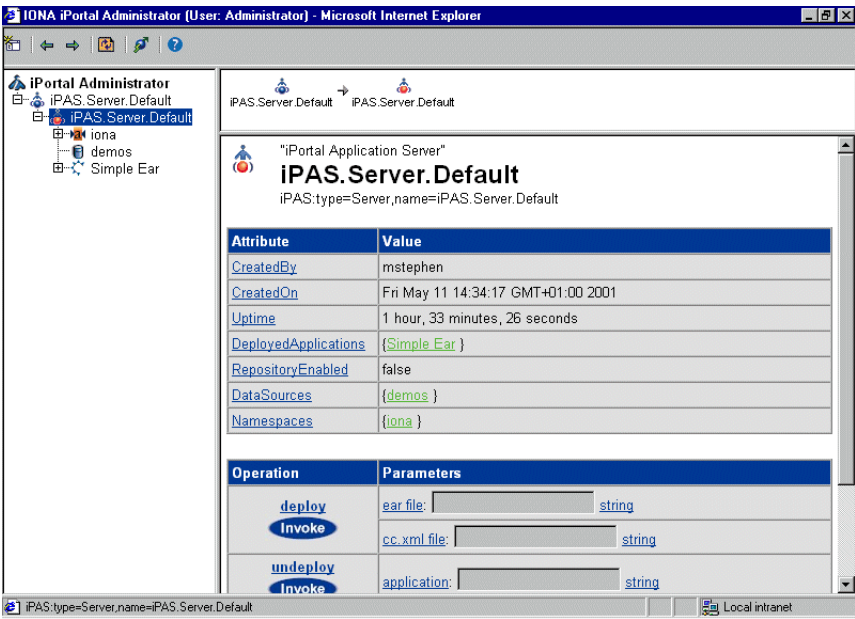 IONA iPortal Administrator (User: Administrator) - Microsoft Internet Explorer
iPortal Administrator
iPAS.Server.Default
iPAS.Server.Default
iona
demos
Simple Ear
iPAS.Server.Default iPAS.Server.Default
"iPortal Application Server"
iPAS.Server.Default
iPAS:type=Server,name=iPAS.Server.Default
Attribute Value
CreatedBy mstephen
CreatedOn Fri May 11 14:34:17 GMT+01:00 2001
Uptime 1 hour, 33 minutes, 26 seconds
DeployedApplications {Simple Ear }
RepositoryEnabled false
DataSources {demos }
Namespaces {iona }
Operation Parameters
deploy ear file: string
Invoke
cc.xml file: string
undeploy
application: string
Invoke
iPAS:type=Server,name=iPAS.Server.Default Local intranet